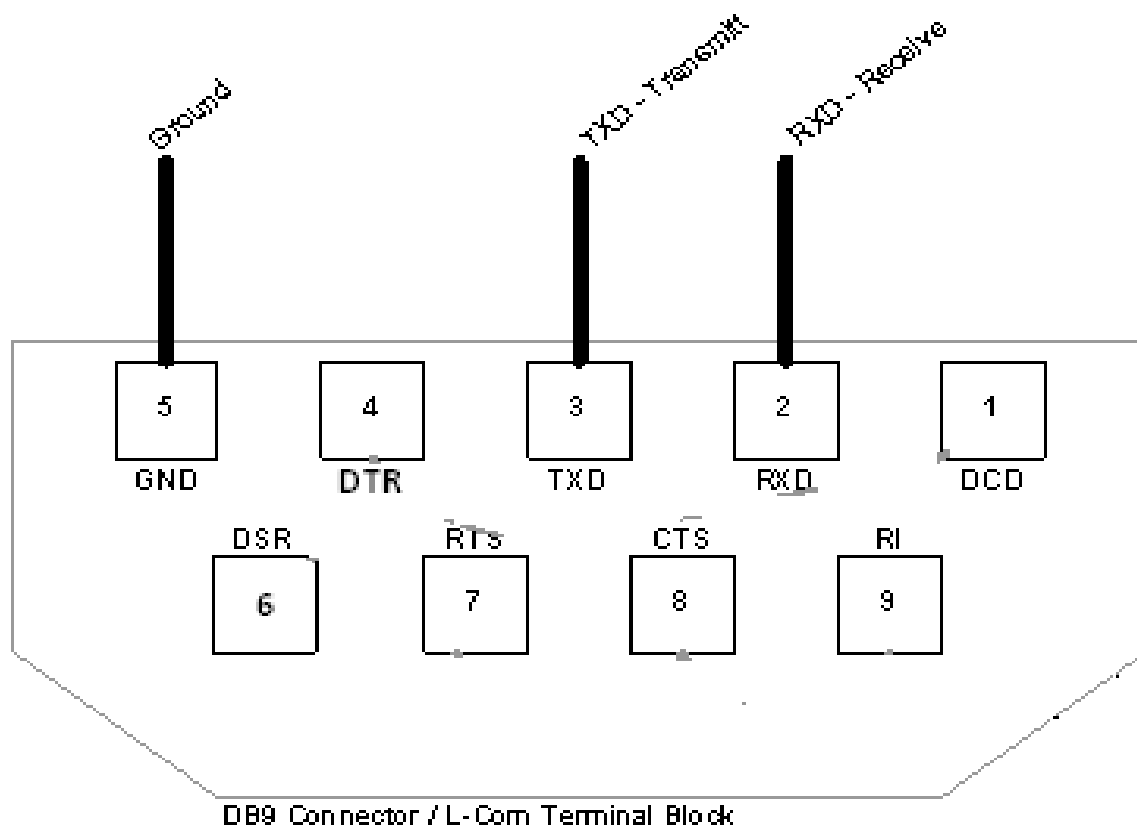 Ground
TXD - Transmitt
RXD - Receive
5 4 3 2 1
GND DTR TXD RXD DCD
DSR RTS CTS RI
6 7 8 9
DB9 Connector / L-Com Terminal Block